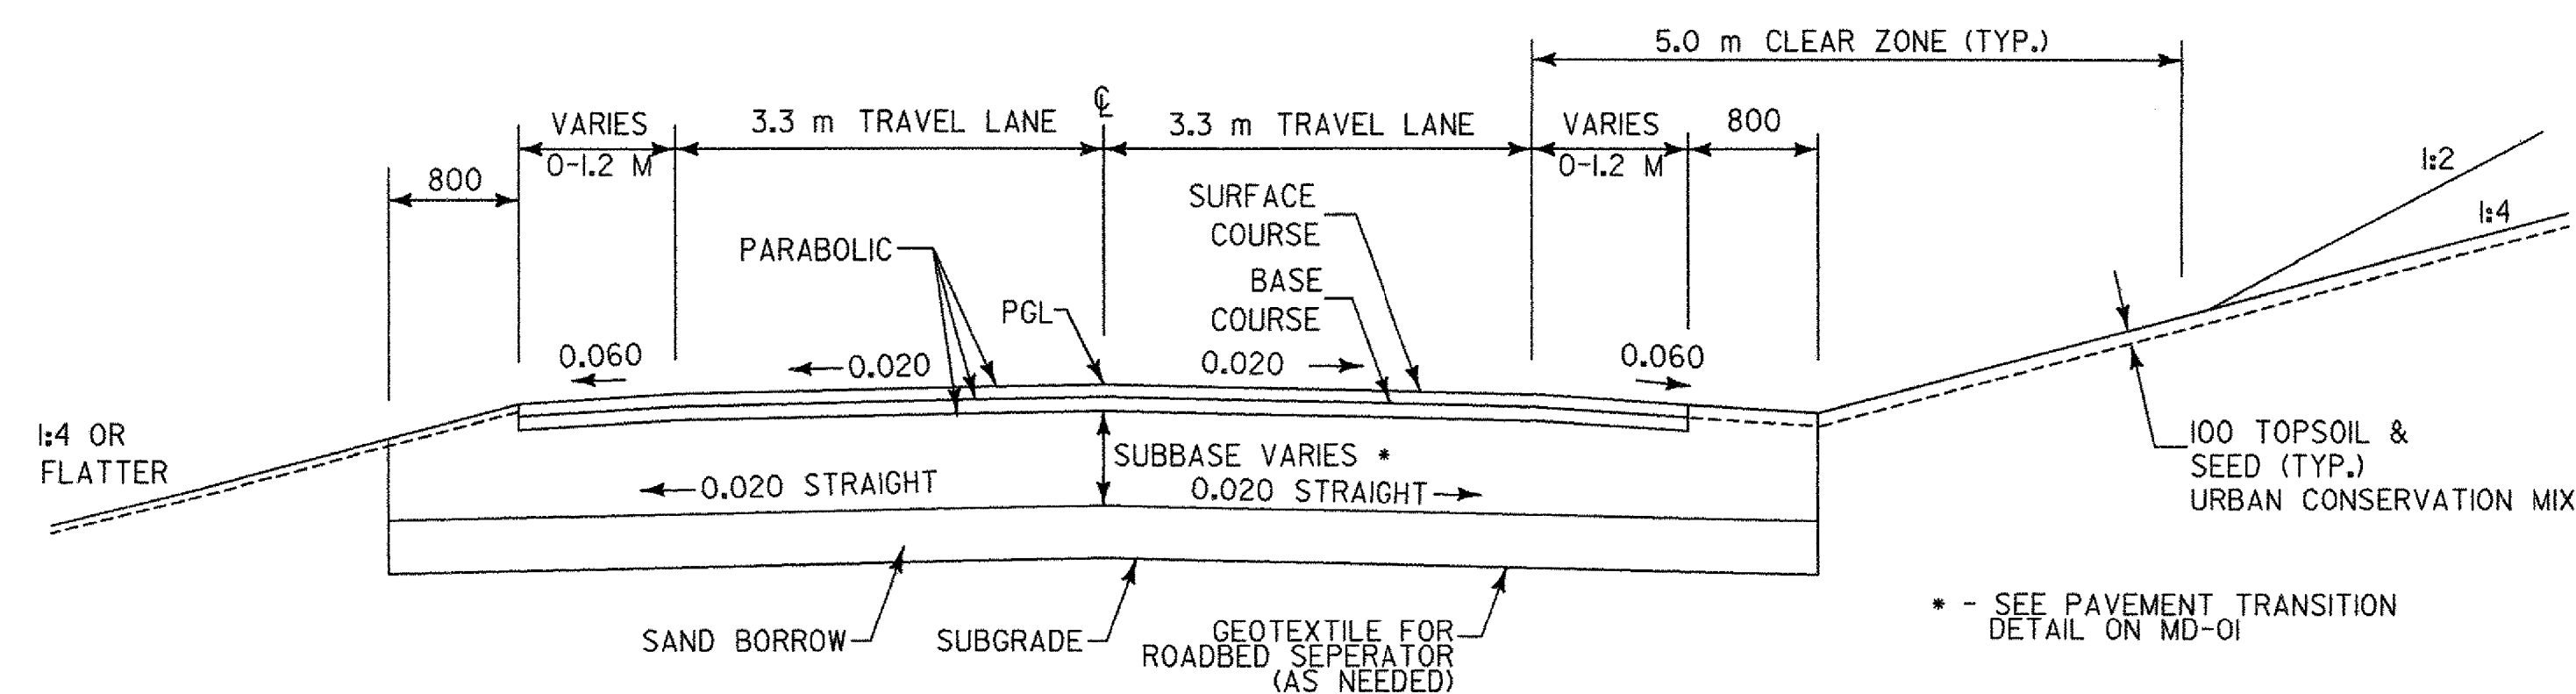 5.0 m CLEAR ZONE (TYP.)
℄
VARIES
0-1.2 M
3.3 m TRAVEL LANE
3.3 m TRAVEL LANE
VARIES
0-1.2 M
800
800
1:2
1:4
SURFACE
COURSE
PARABOLIC
BASE
COURSE
PGL
0.060
0.020
0.020
0.060
1:4 OR
FLATTER
SUBBASE VARIES *
0.020 STRAIGHT
0.020 STRAIGHT
100 TOPSOIL &
SEED (TYP.)
URBAN CONSERVATION MIX
SAND BORROW
SUBGRADE
GEOTEXTILE FOR
ROADBED SEPERATOR
(AS NEEDED)
* - SEE PAVEMENT TRANSITION
DETAIL ON MD-01